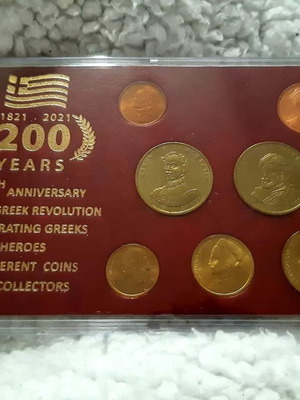 1821 . 2021
200
YEARS
H
ANNIVERSARY
GREEK REVOLUTION
RATING GREEKS
HEROES
ERENT COINS
COLLECTORS